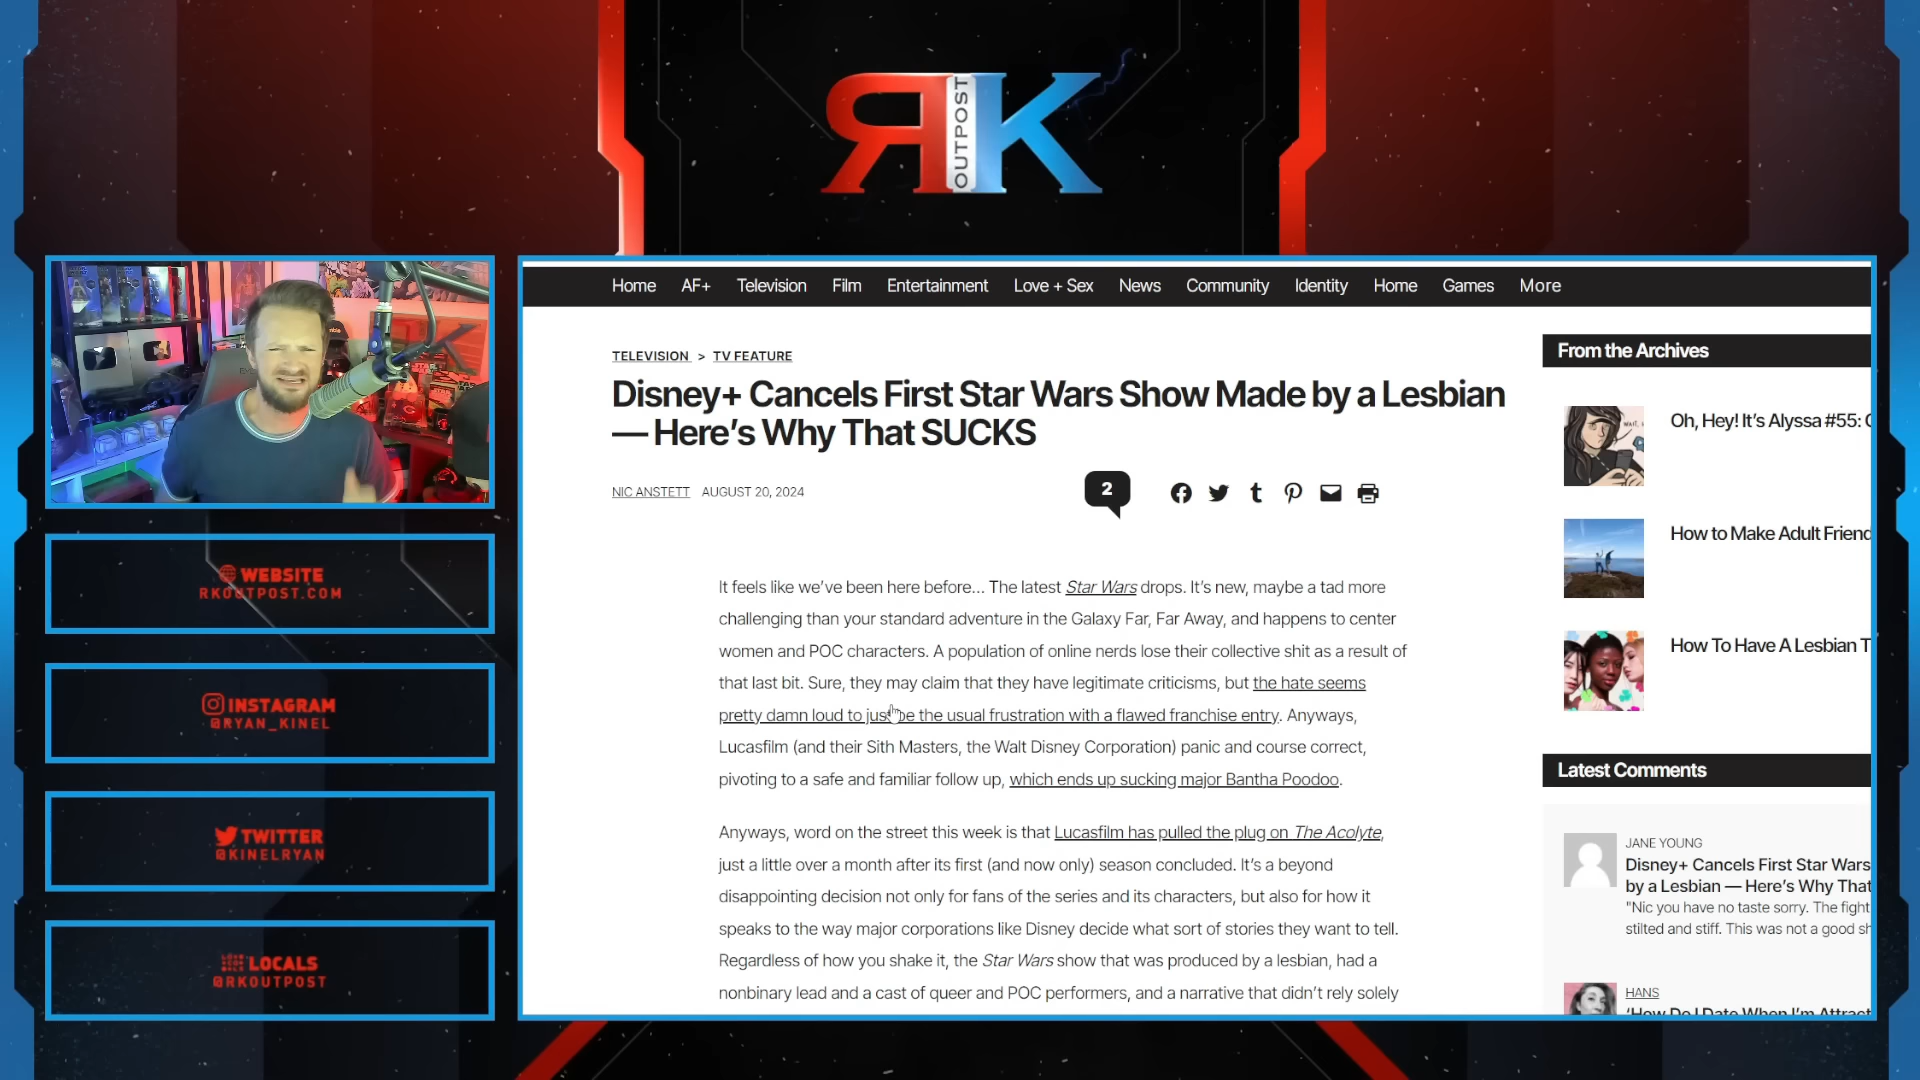 RK
OUTPOST
WEBSITE
RKOUTPOST.COM
INSTAGRAM
@RYAN_KINEL
TWITTER
@KINELRYAN
LOCALS
@RKOUTPOST
Home AF+ Television Film Entertainment Love + Sex News Community Identity Home Games More
TELEVISION > TV FEATURE
Disney+ Cancels First Star Wars Show Made by a Lesbian
— Here's Why That SUCKS
NIC ANSTETT AUGUST 20, 2024
2
It feels like we've been here before… The latest Star Wars drops. It's new, maybe a tad more
challenging than your standard adventure in the Galaxy Far, Far Away, and happens to center
women and POC characters. A population of online nerds lose their collective shit as a result of
that last bit. Sure, they may claim that they have legitimate criticisms, but the hate seems
pretty damn loud to just be the usual frustration with a flawed franchise entry. Anyways,
Lucasfilm (and their Sith Masters, the Walt Disney Corporation) panic and course correct,
pivoting to a safe and familiar follow up, which ends up sucking major Bantha Poodoo.
Anyways, word on the street this week is that Lucasfilm has pulled the plug on The Acolyte,
just a little over a month after its first (and now only) season concluded. It's a beyond
disappointing decision not only for fans of the series and its characters, but also for how it
speaks to the way major corporations like Disney decide what sort of stories they want to tell.
Regardless of how you shake it, the Star Wars show that was produced by a lesbian, had a
nonbinary lead and a cast of queer and POC performers, and a narrative that didn't rely solely
From the Archives
Oh, Hey! It's Alyssa #55:
How to Make Adult Friend
How To Have A Lesbian T
Latest Comments
JANE YOUNG
Disney+ Cancels First Star Wars
by a Lesbian — Here's Why That
"Nic you have no taste sorry. The fight
stilted and stiff. This was not a good sh
HANS
'How Do I Date When I'm Attract